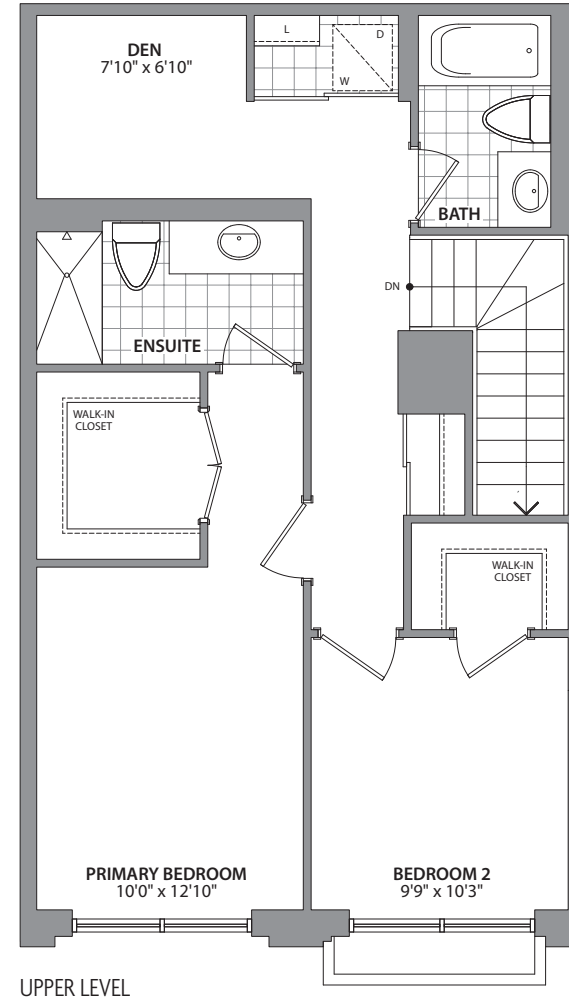 DEN
7'10" x 6'10"
L
D
W
BATH
DN
ENSUITE
WALK-IN
CLOSET
WALK-IN
CLOSET
PRIMARY BEDROOM
10'0" x 12'10"
BEDROOM 2
9'9" x 10'3"
UPPER LEVEL